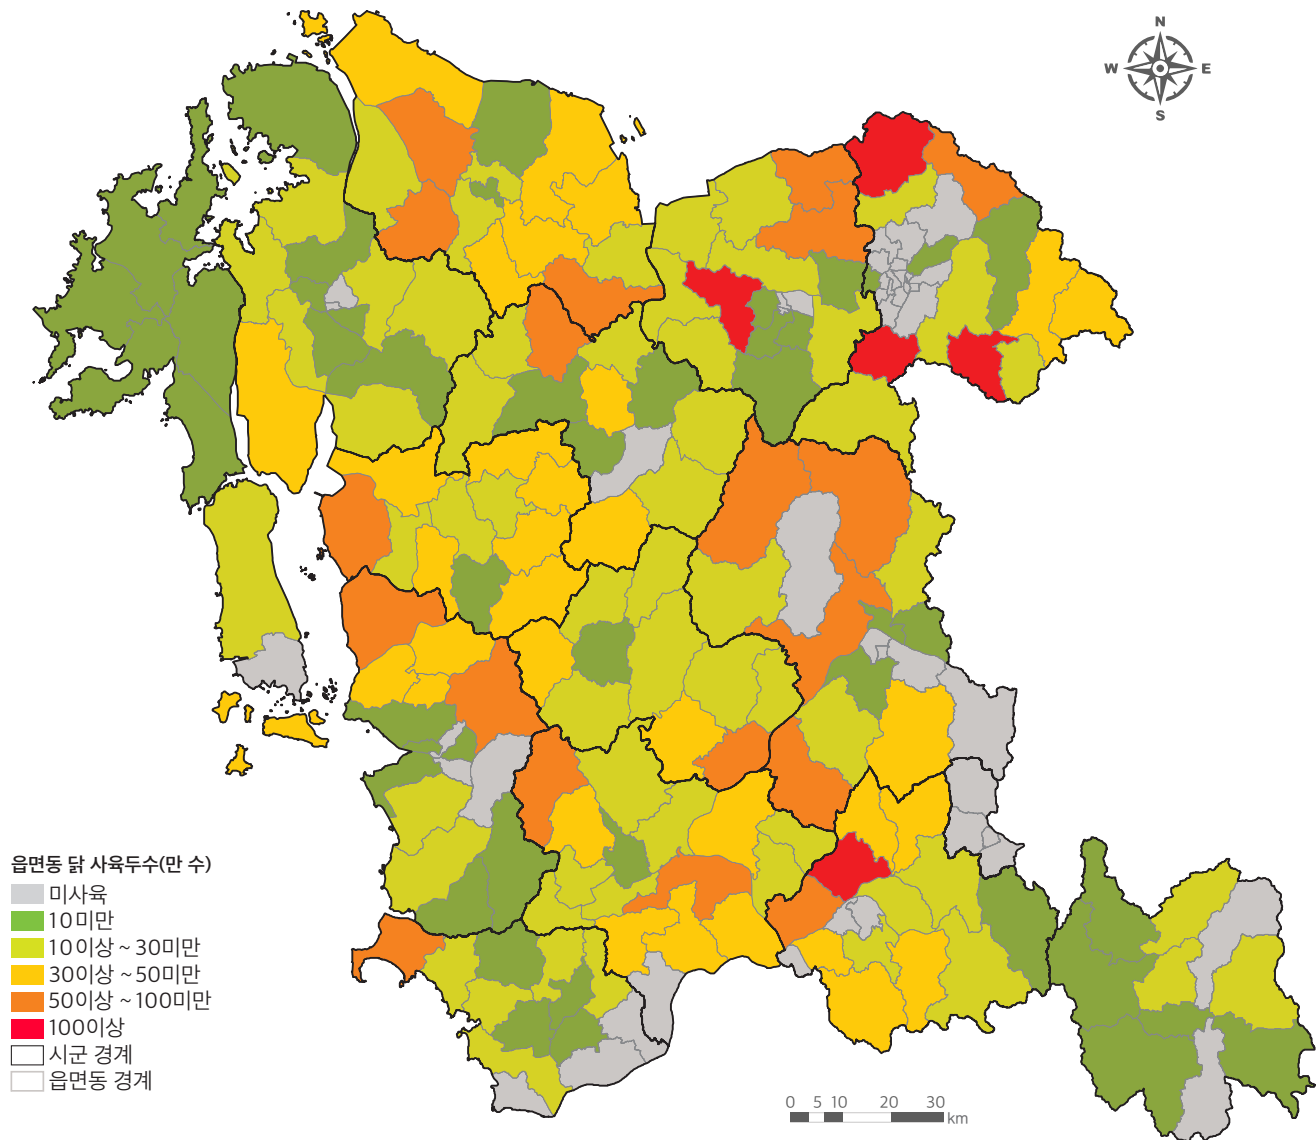 N
W E
S
읍면동 닭 사육두수(만 수)
미사육
10미만
10이상 ~ 30미만
30이상 ~ 50미만
50이상 ~ 100미만
100이상
시군 경계
읍면동 경계
0 5 10 20 30
km